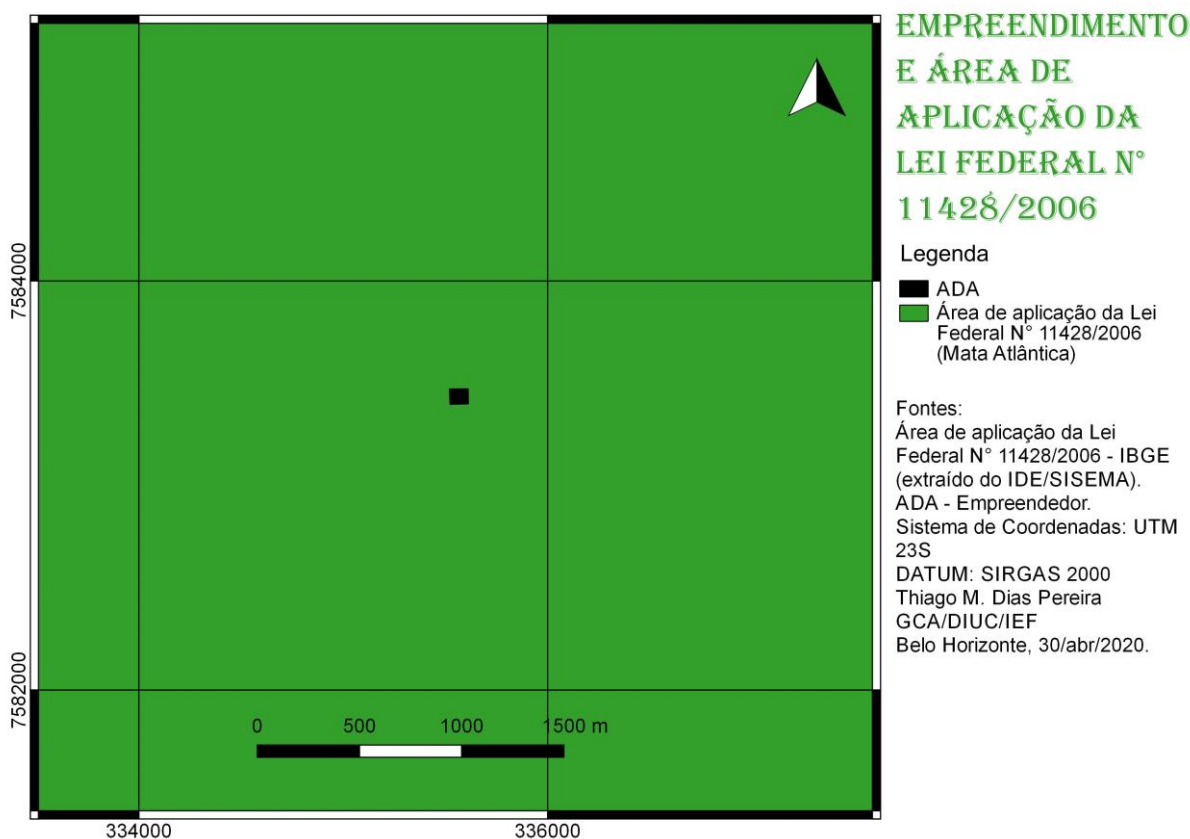 EMPREENDIMENTO
E ÁREA DE
APLICAÇÃO DA
LEI FEDERAL N°
11428/2006
Legenda
ADA
Área de aplicação da Lei
Federal N° 11428/2006
(Mata Atlântica)
Fontes:
Área de aplicação da Lei
Federal N° 11428/2006 - IBGE
(extraído do IDE/SISEMA).
ADA - Empreendedor.
Sistema de Coordenadas: UTM
23S
DATUM: SIRGAS 2000
Thiago M. Dias Pereira
GCA/DIUC/IEF
Belo Horizonte, 30/abr/2020.
7584000
7582000
0 500 1000 1500 m
334000 336000